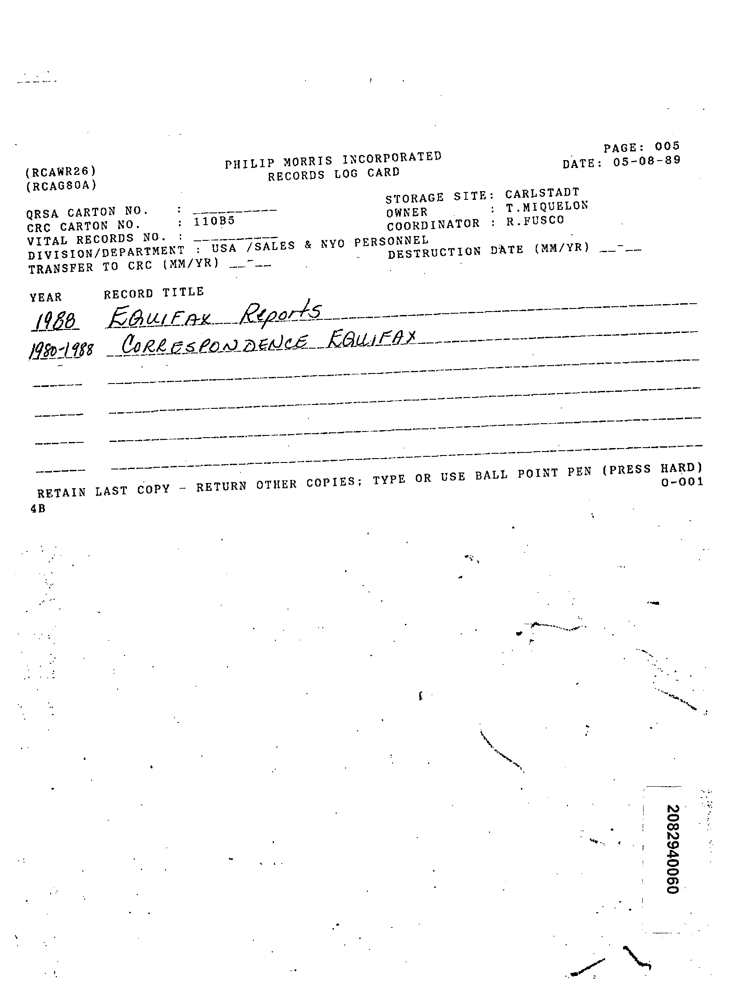 PAGE: 005
(RCAWR26) PHILIP MORRIS INCORPORATED DATE: 05-08-89
(RCAG80A) RECORDS LOG CARD
STORAGE SITE: CARLSTADT
QRSA CARTON NO. : __________ OWNER : T.MIQUELON
CRC CARTON NO. : 11085 COORDINATOR : R.FUSCO
VITAL RECORDS NO. : __________
DIVISION/DEPARTMENT : USA /SALES & NYO PERSONNEL
TRANSFER TO CRC (MM/YR) __-__ DESTRUCTION DATE (MM/YR) __-__
YEAR RECORD TITLE
1988 EQUIFAX Reports
1980-1988 CORRESPONDENCE EQUIFAX
RETAIN LAST COPY - RETURN OTHER COPIES; TYPE OR USE BALL POINT PEN (PRESS HARD)
0-001
4B
2082940060